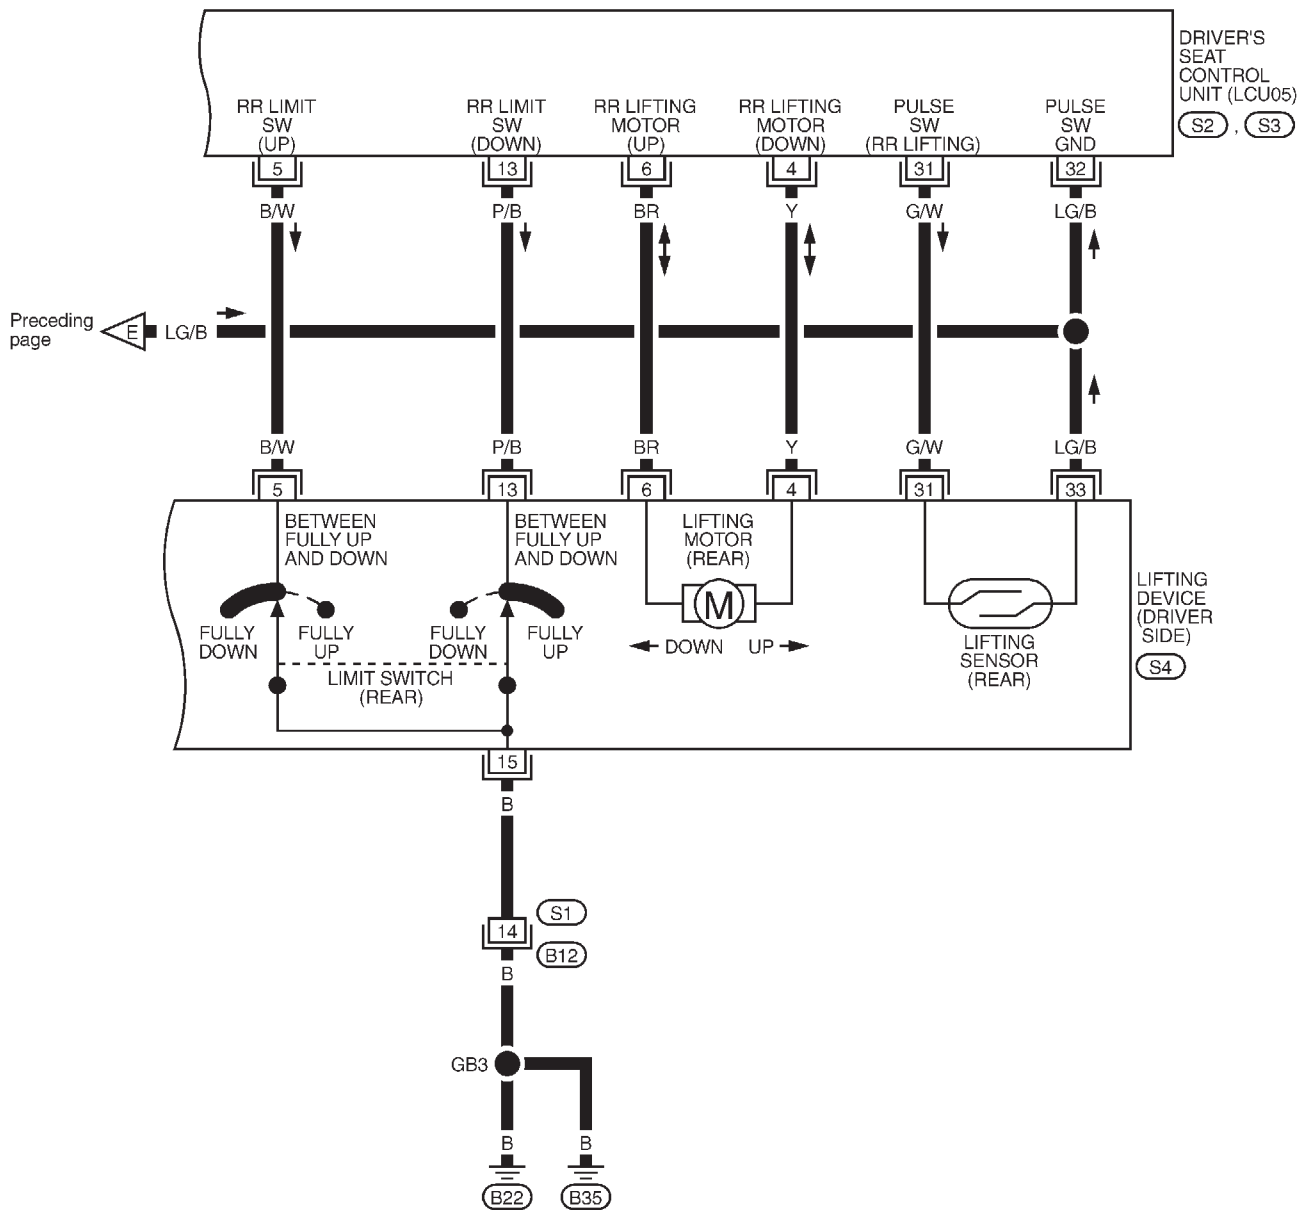 DRIVER'S
SEAT
CONTROL
UNIT (LCU05)
S2 , S3
RR LIMIT
SW
(UP)
RR LIMIT
SW
(DOWN)
RR LIFTING
MOTOR
(UP)
RR LIFTING
MOTOR
(DOWN)
PULSE
SW
(RR LIFTING)
PULSE
SW
GND
5 13 6 4 31 32
B/W P/B BR Y G/W LG/B
Preceding
page
E
LG/B
B/W P/B BR Y G/W LG/B
5 13 6 4 31 33
BETWEEN
FULLY UP
AND DOWN
BETWEEN
FULLY UP
AND DOWN
LIFTING
MOTOR
(REAR)
M
FULLY
DOWN
FULLY
UP
FULLY
DOWN
FULLY
UP
DOWN UP
LIMIT SWITCH
(REAR)
LIFTING
SENSOR
(REAR)
LIFTING
DEVICE
(DRIVER
SIDE)
S4
15
B
S1
14
B12
B
GB3
B B
B22 B35